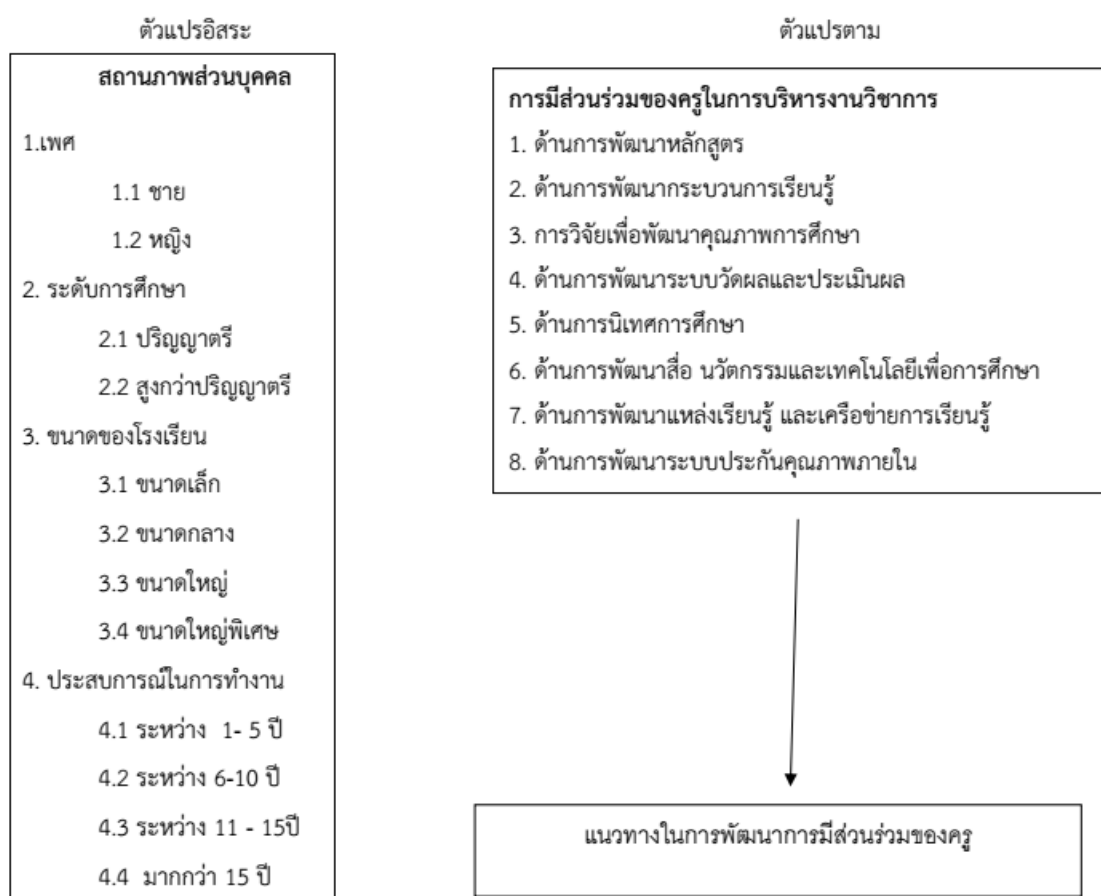 ตัวแปรอิสระ
สถานภาพส่วนบุคคล
1.เพศ
1.1 ชาย
1.2 หญิง
2. ระดับการศึกษา
2.1 ปริญญาตรี
2.2 สูงกว่าปริญญาตรี
3. ขนาดของโรงเรียน
3.1 ขนาดเล็ก
3.2 ขนาดกลาง
3.3 ขนาดใหญ่
3.4 ขนาดใหญ่พิเศษ
4. ประสบการณ์ในการทำงาน
4.1 ระหว่าง 1- 5 ปี
4.2 ระหว่าง 6-10 ปี
4.3 ระหว่าง 11 - 15ปี
4.4 มากกว่า 15 ปี
ตัวแปรตาม
การมีส่วนร่วมของครูในการบริหารงานวิชาการ
1. ด้านการพัฒนาหลักสูตร
2. ด้านการพัฒนากระบวนการเรียนรู้
3. การวิจัยเพื่อพัฒนาคุณภาพการศึกษา
4. ด้านการพัฒนาระบบวัดผลและประเมินผล
5. ด้านการนิเทศการศึกษา
6. ด้านการพัฒนาสื่อ นวัตกรรมและเทคโนโลยีเพื่อการศึกษา
7. ด้านการพัฒนาแหล่งเรียนรู้ และเครือข่ายการเรียนรู้
8. ด้านการพัฒนาระบบประกันคุณภาพภายใน
แนวทางในการพัฒนาการมีส่วนร่วมของครู